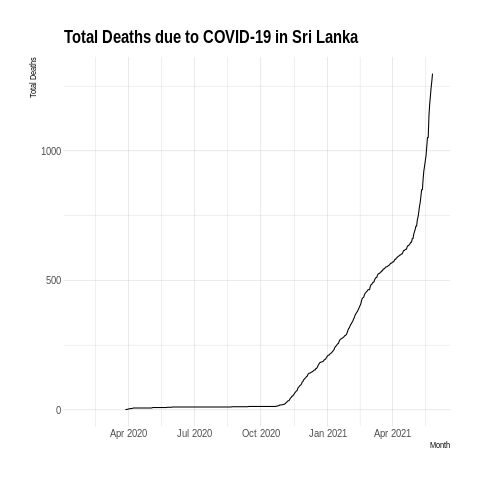 Total Deaths due to COVID-19 in Sri Lanka
Total Deaths
1000
500
0
Apr 2020 Jul 2020 Oct 2020 Jan 2021 Apr 2021
Month